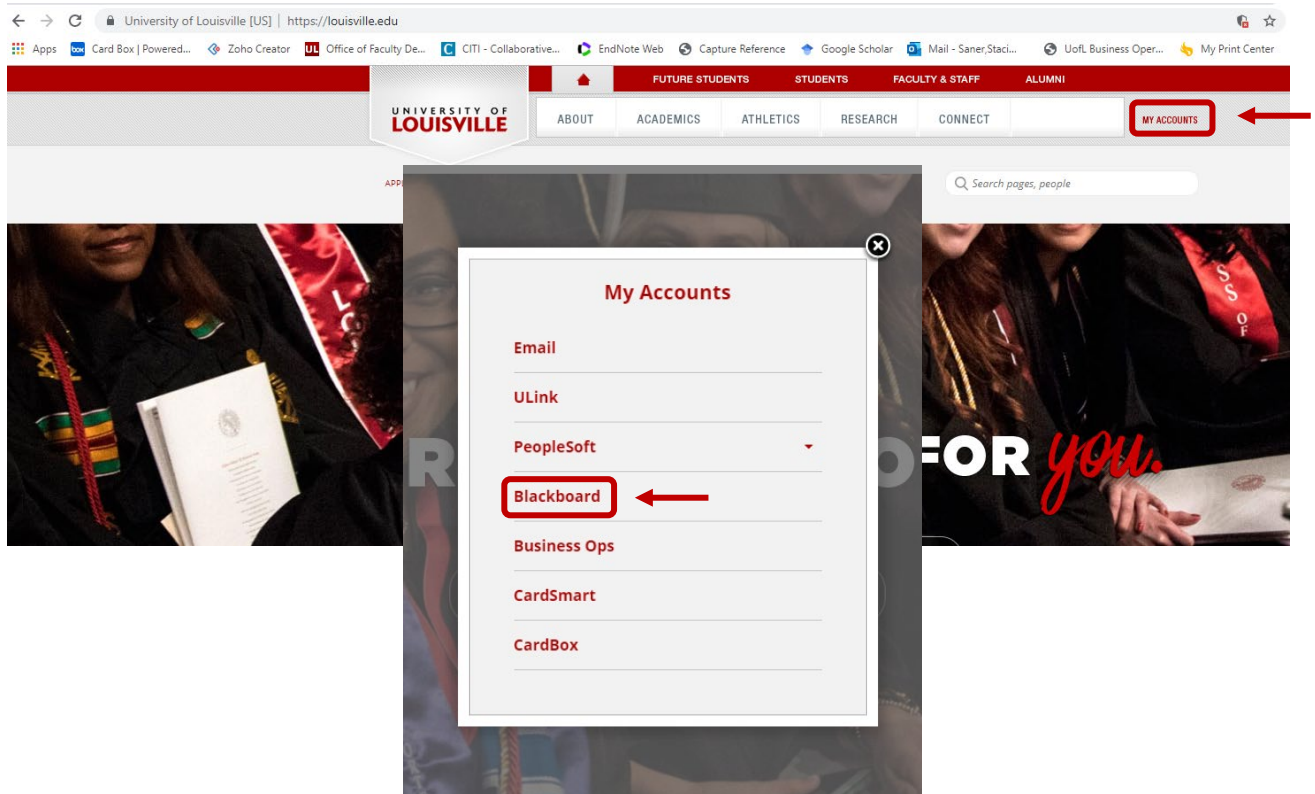 University of Louisville [US] | https://louisville.edu
Apps box Card Box | Powered... Zoho Creator UL Office of Faculty De... C CITI - Collaborative... EndNote Web Capture Reference Google Scholar Mail - Saner,Staci... UofL Business Oper... My Print Center
FUTURE STUDENTS STUDENTS FACULTY & STAFF ALUMNI
UNIVERSITY OF
LOUISVILLE
ABOUT ACADEMICS ATHLETICS RESEARCH CONNECT MY ACCOUNTS
Search pages, people
My Accounts
Email
ULink
PeopleSoft
Blackboard
Business Ops
CardSmart
CardBox
FOR you.